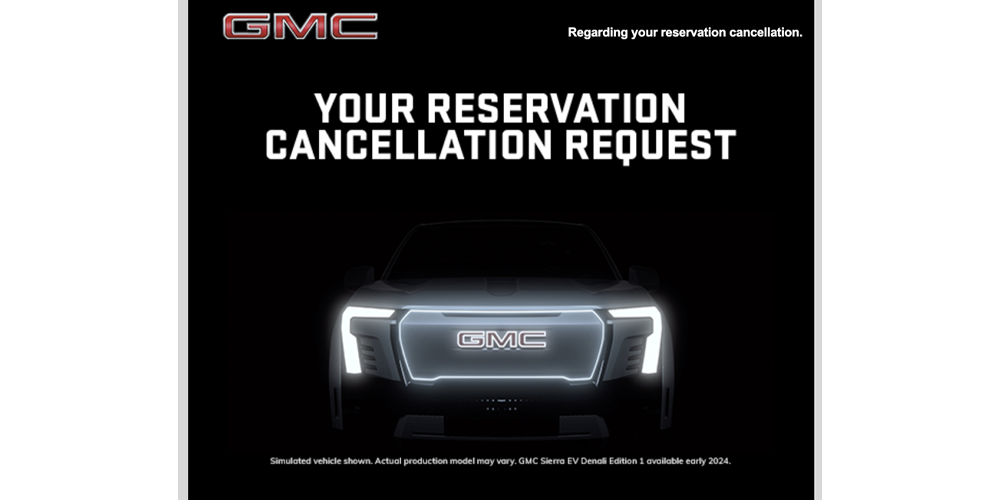 GMC
Regarding your reservation cancellation.
YOUR RESERVATION
CANCELLATION REQUEST
GMC
Simulated vehicle shown. Actual production model may vary. GMC Sierra EV Denali Edition 1 available early 2024.